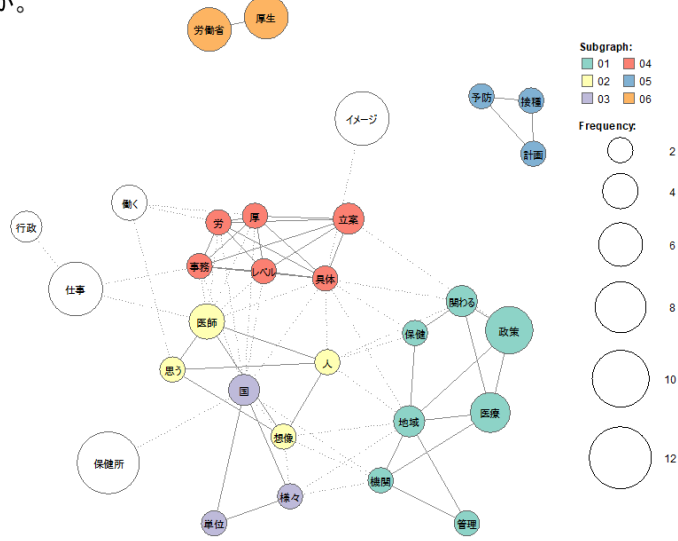 か。
労働省
厚生
Subgraph:
01 04
02 05
03 06
Frequency:
2
4
6
8
10
12
予防
接種
計画
イメージ
働く
行政
労
厚
立案
事務
レベル
具体
仕事
医師
関わる
保健
政策
思う
人
国
地域
医療
想像
保健所
機関
様々
単位
管理